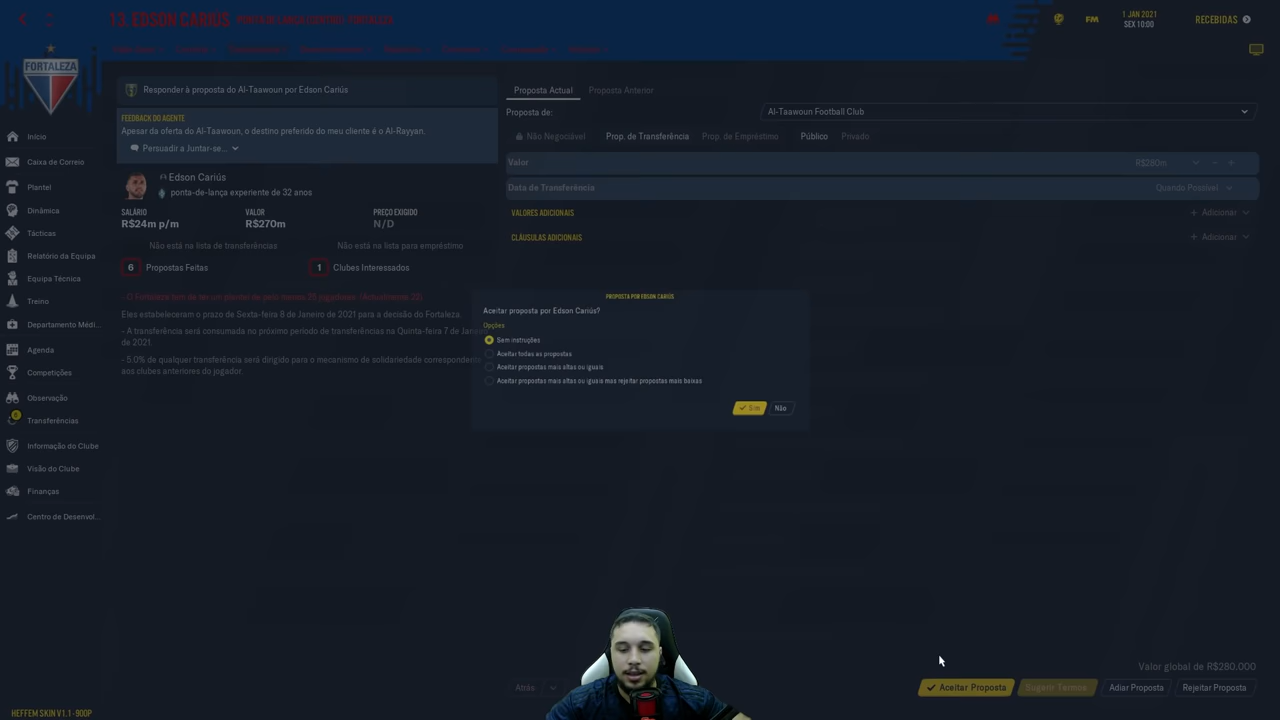 13. EDSON CARIUS
1 JAN 2021
SEX 10:00
FM
RECEBIDAS
FORTALEZA
Início
Caixa de Correio
Plantel
Dinâmica
Tácticas
Relatório da Equipa
Equipa Técnica
Treino
Departamento Médi...
Agenda
Competições
Observação
Transferências
Informação do Clube
Visão do Clube
Finanças
Centro de Desenvol...
HEFFEM SKIN V1.1 - 900P
Responder à proposta do Al-Taawoun por Edson Cariús
FEEDBACK DO AGENTE
Apesar da oferta do Al-Taawoun, o destino preferido do meu cliente é o Al-Rayyan.
Persuadir a Juntar-se...
Edson Cariús
ponta-de-lança experiente de 32 anos
SALÁRIO VALOR PREÇO EXIGIDO
R$24m p/m R$270m N/D
Não está na lista de transferências Não está na lista para empréstimo
6 Propostas Feitas 1 Clubes Interessados
Eles estabeleceram o prazo de Sexta-feira 8 de Janeiro de 2021 para a decisão do Fortaleza.
- A transferência será consumada no próximo período de transferências na Quinta-feira 7 de Janeiro
de 2021.
- 5.0% de qualquer transferência será dirigido para o mecanismo de solidariedade correspondente
aos clubes anteriores do jogador.
Proposta Actual Proposta Anterior
Proposta de: Al-Taawoun Football Club
Não Negociável Prop. de Transferência Prop. de Empréstimo Público Privado
Valor R$280m
Data de Transferência Quando Possível
VALORES ADICIONAIS + Adicionar
CLÁUSULAS ADICIONAIS + Adicionar
PROPOSTA POR EDSON CARIÚS
Aceitar proposta por Edson Cariús?
Opções
Sem instruções
Aceitar todas as propostas
Aceitar propostas mais altas ou iguais
Aceitar propostas mais altas ou iguais mas rejeitar propostas mais baixas
Sim Não
Valor global de R$280.000
Atrás
Aceitar Proposta Sugerir Termos Adiar Proposta Rejeitar Proposta